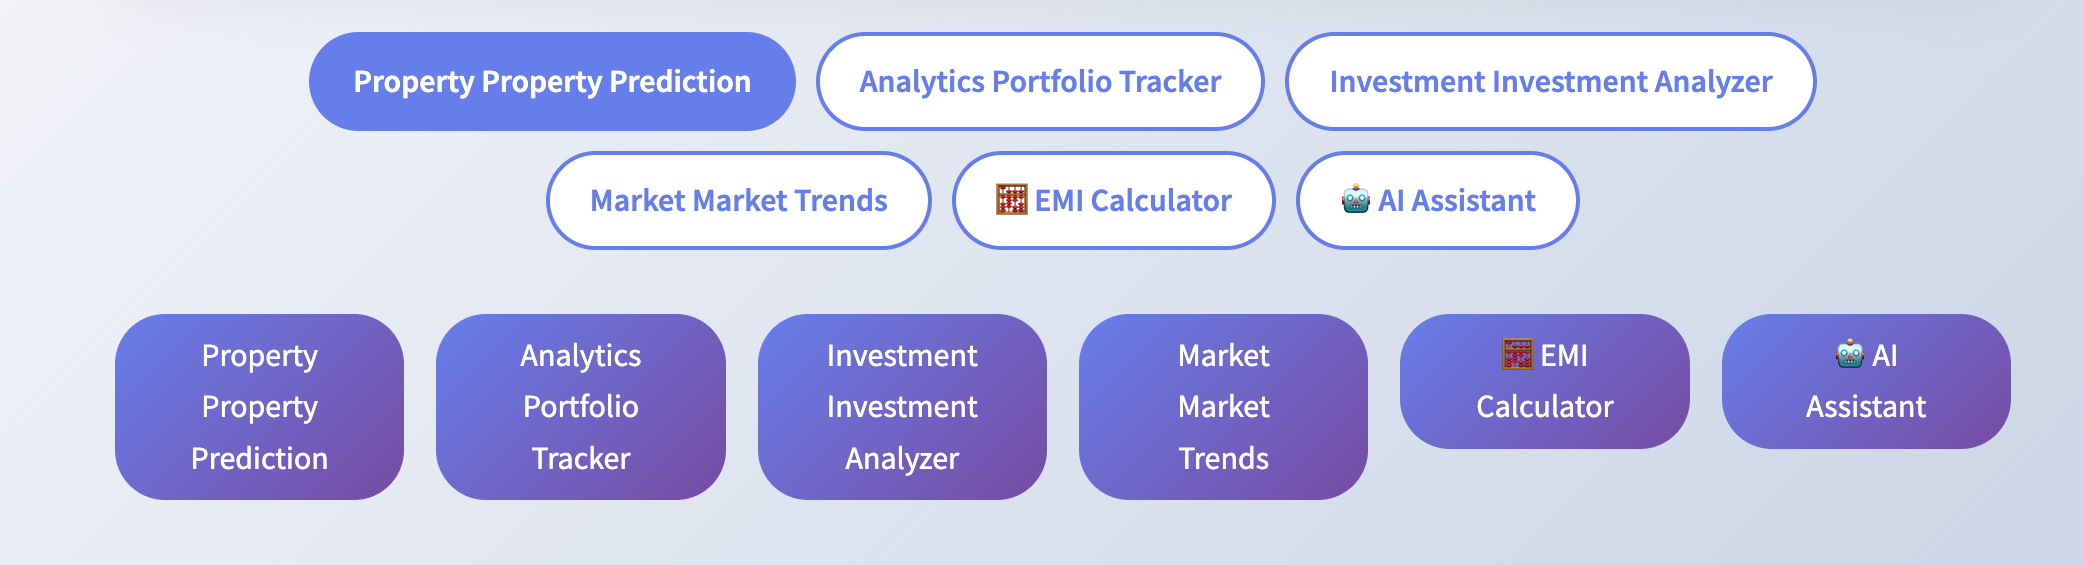 Property Property Prediction
Analytics Portfolio Tracker
Investment Investment Analyzer
Market Market Trends
🧮 EMI Calculator
🤖 AI Assistant
Property
Property
Prediction
Analytics
Portfolio
Tracker
Investment
Investment
Analyzer
Market
Market
Trends
🧮 EMI
Calculator
🤖 AI
Assistant